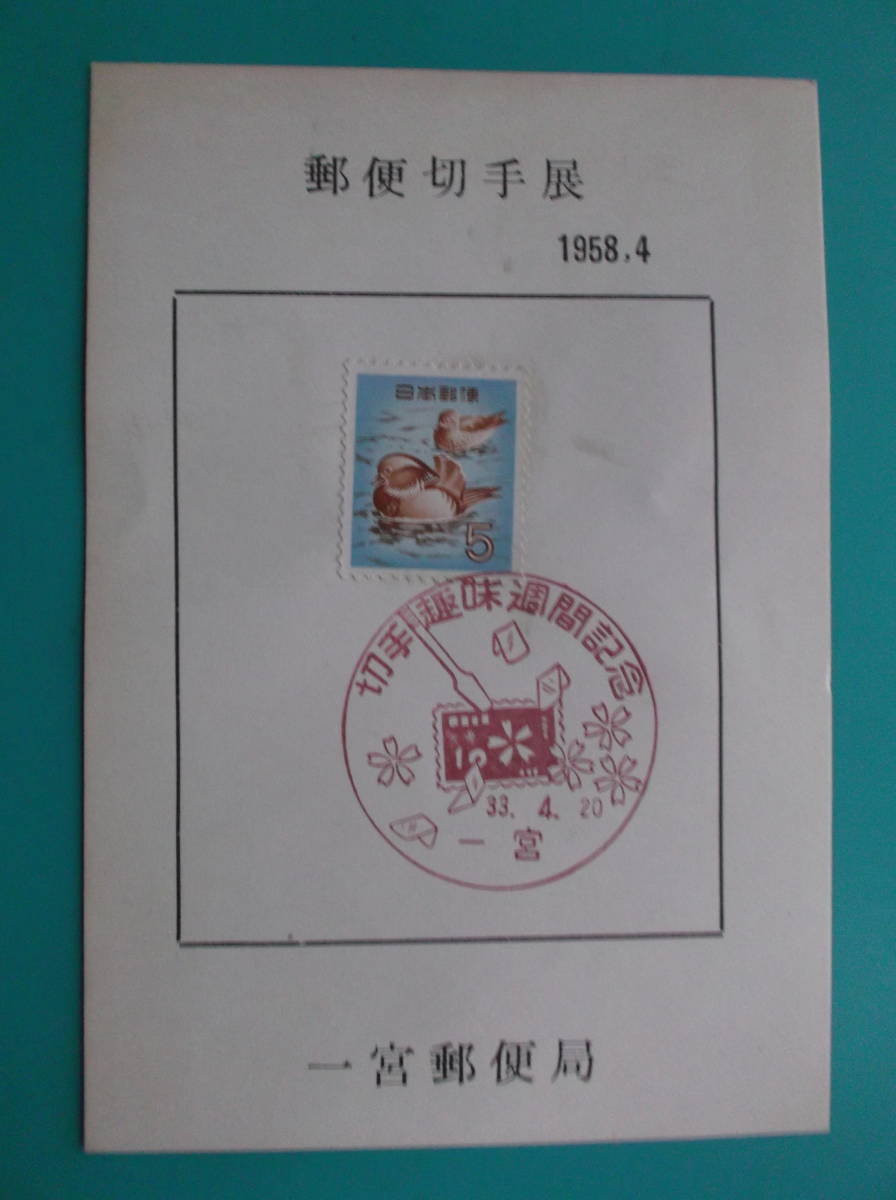 郵便切手展
1958.4
日本郵便
5
切手趣味週間記念
33. 4. 20
一宮
一宮郵便局